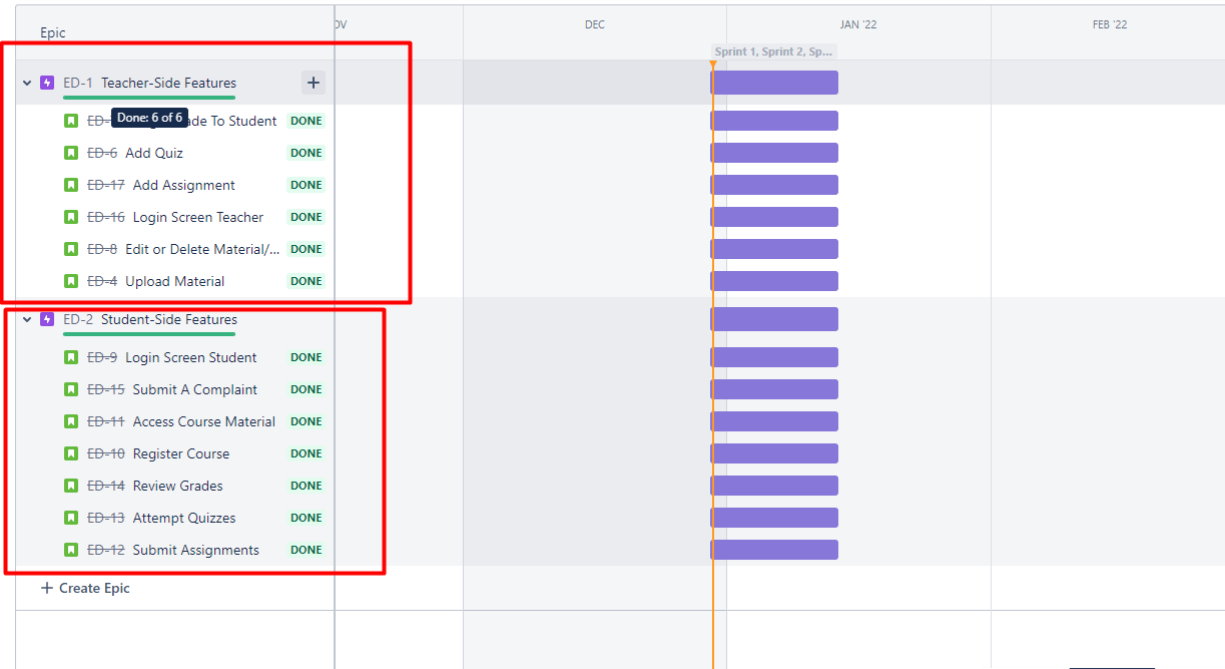 Epic
OV
DEC
JAN '22
FEB '22
Sprint 1, Sprint 2, Sp...
ED-1 Teacher-Side Features
Done: 6 of 6
ED- de To Student DONE
ED-6 Add Quiz DONE
ED-17 Add Assignment DONE
ED-16 Login Screen Teacher DONE
ED-8 Edit or Delete Material/... DONE
ED-4 Upload Material DONE
ED-2 Student-Side Features
ED-9 Login Screen Student DONE
ED-15 Submit A Complaint DONE
ED-11 Access Course Material DONE
ED-10 Register Course DONE
ED-14 Review Grades DONE
ED-13 Attempt Quizzes DONE
ED-12 Submit Assignments DONE
+ Create Epic